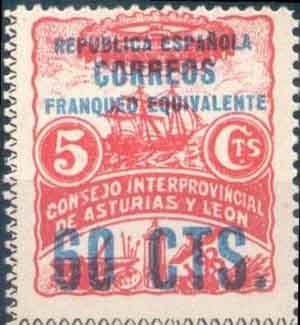 REPUBLICA ESPAÑOLA
CORREOS
FRANQUEO EQUIVALENTE
5 CTS
CONSEJO INTERPROVINCIAL
DE ASTURIAS Y LEON
60 CTS.